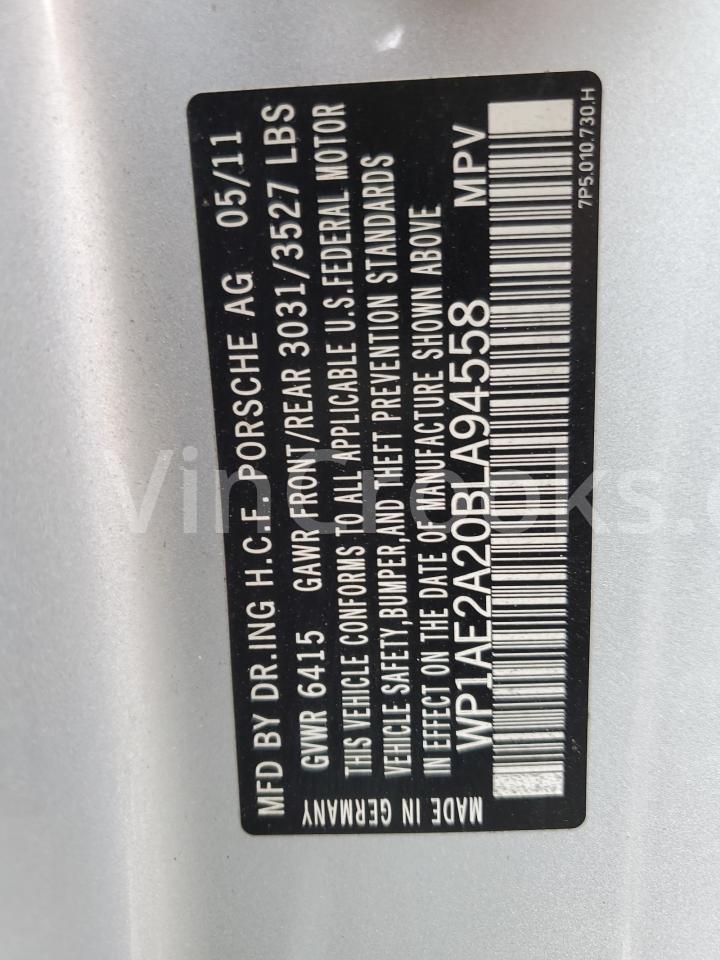 MFD BY DR.ING H.C.F. PORSCHE AG 05/11
GVWR 6415 GAWR FRONT/REAR 3031/3527 LBS
THIS VEHICLE CONFORMS TO ALL APPLICABLE U.S.FEDERAL MOTOR
VEHICLE SAFETY,BUMPER,AND THEFT PREVENTION STANDARDS
IN EFFECT ON THE DATE OF MANUFACTURE SHOWN ABOVE
WP1AE2A20BLA94558 MPV
MADE IN GERMANY
7P5.010.730.H
VinCrooks